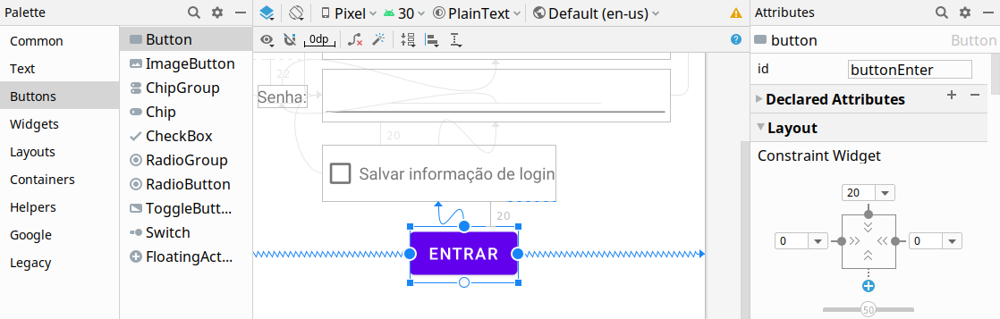 Palette
Common
Text
Buttons
Widgets
Layouts
Containers
Helpers
Google
Legacy
Button
ImageButton
ChipGroup
Chip
CheckBox
RadioGroup
RadioButton
ToggleButt...
Switch
FloatingAct...
Pixel
30
PlainText
Default (en-us)
0dp
22
Senha:
20
Salvar informação de login
20
ENTRAR
Attributes
button Button
id buttonEnter
Declared Attributes
Layout
Constraint Widget
20
0 0
50